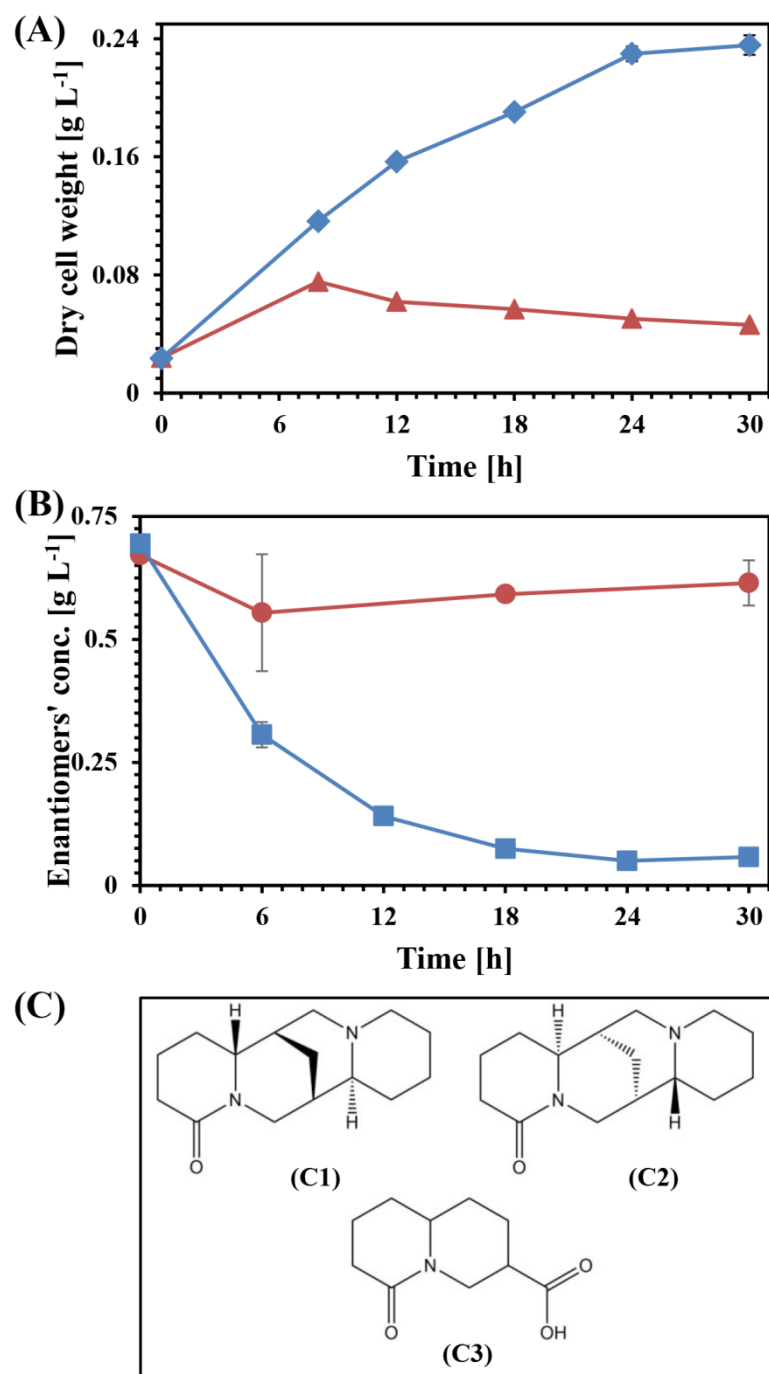 (A)
Dry cell weight [g L-1]
0.24
0.16
0.08
0
0 6 12 18 24 30
Time [h]
(B)
Enantiomers' conc. [g L-1]
0.75
0.5
0.25
0
0 6 12 18 24 30
Time [h]
(C)
H H
N N
N N
H H
O O
(C1) (C2)
N O
O OH
(C3)